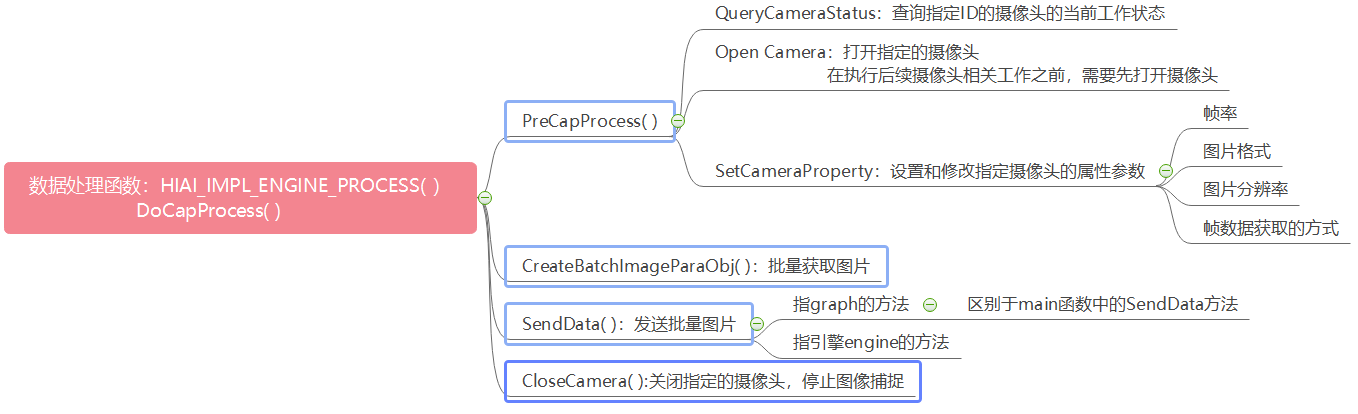 数据处理函数：HIAI_IMPL_ENGINE_PROCESS( )
DoCapProcess( )
PreCapProcess( )
QueryCameraStatus：查询指定ID的摄像头的当前工作状态
Open Camera：打开指定的摄像头
在执行后续摄像头相关工作之前，需要先打开摄像头
SetCameraProperty：设置和修改指定摄像头的属性参数
帧率
图片格式
图片分辨率
帧数据获取的方式
CreateBatchImageParaObj( )：批量获取图片
SendData( )：发送批量图片
指graph的方法
区别于main函数中的SendData方法
指引擎engine的方法
CloseCamera( ):关闭指定的摄像头，停止图像捕捉